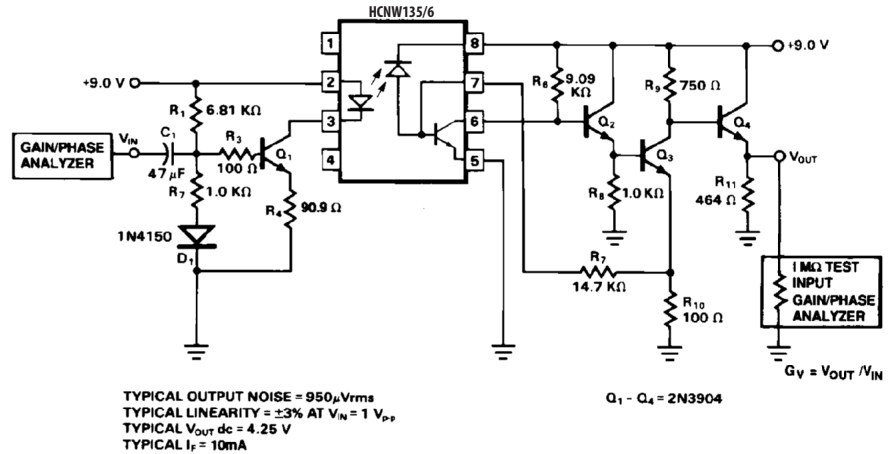 HCNW135/6
1
2
3
4
8
7
6
5
+9.0 V
R1 6.81 KΩ
GAIN/PHASE
ANALYZER
VIN
C1
47 µF
R3
100 Ω
Q1
R7 1.0 KΩ
R4 90.9 Ω
1N4150
D1
R6 9.09
KΩ
Q2
R8 1.0 KΩ
R9 750 Ω
Q3
Q4
+9.0 V
VOUT
R11
464 Ω
R7
14.7 KΩ
R10
100 Ω
1 MΩ TEST
INPUT
GAIN/PHASE
ANALYZER
GV = VOUT /VIN
TYPICAL OUTPUT NOISE = 950µVrms
TYPICAL LINEARITY = ±3% AT VIN = 1 Vp-p
TYPICAL VOUT dc = 4.25 V
TYPICAL IF = 10mA
Q1 - Q4 = 2N3904